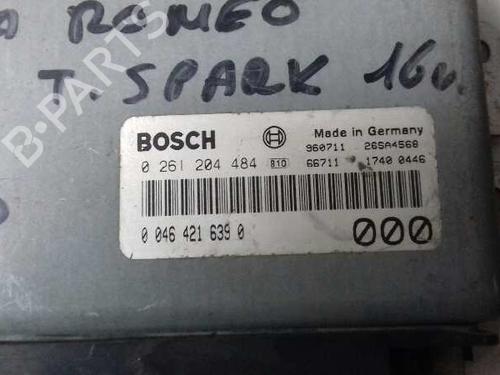 A ROMEO
T. SPARK 16v.
B-PARTS
BOSCH Made in Germany
960711 26SA4568
0 261 204 484 B10 66711 1740 0446
0 046 421 639 0 000